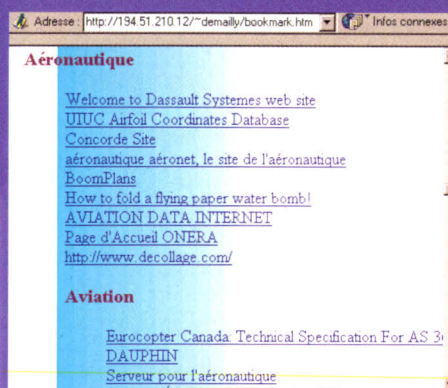 Adresse : http://194.51.210.12/~demailly/bookmark.htm Infos connexes
Aéronautique
Welcome to Dassault Systemes web site
UIUC Airfoil Coordinates Database
Concorde Site
aéronautique aéronet, le site de l'aéronautique
BoomPlans
How to fold a flying paper water bomb!
AVIATION DATA INTERNET
Page d'Accueil ONERA
http://www.decollage.com/
Aviation
Eurocopter Canada: Technical Specification For AS
DAUPHIN
Serveur pour l'aéronautique